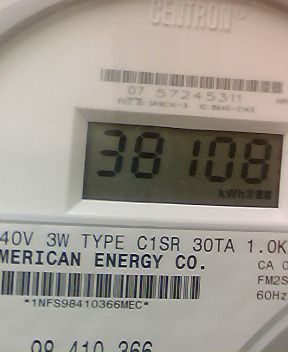 CENTRON®
07 57245311
38108
kWh
40V 3W TYPE C1SR 30TA 1.0K
MERICAN ENERGY CO.
CA 0
FM2S
60Hz
*1NFS98410366MEC*
98 410 366